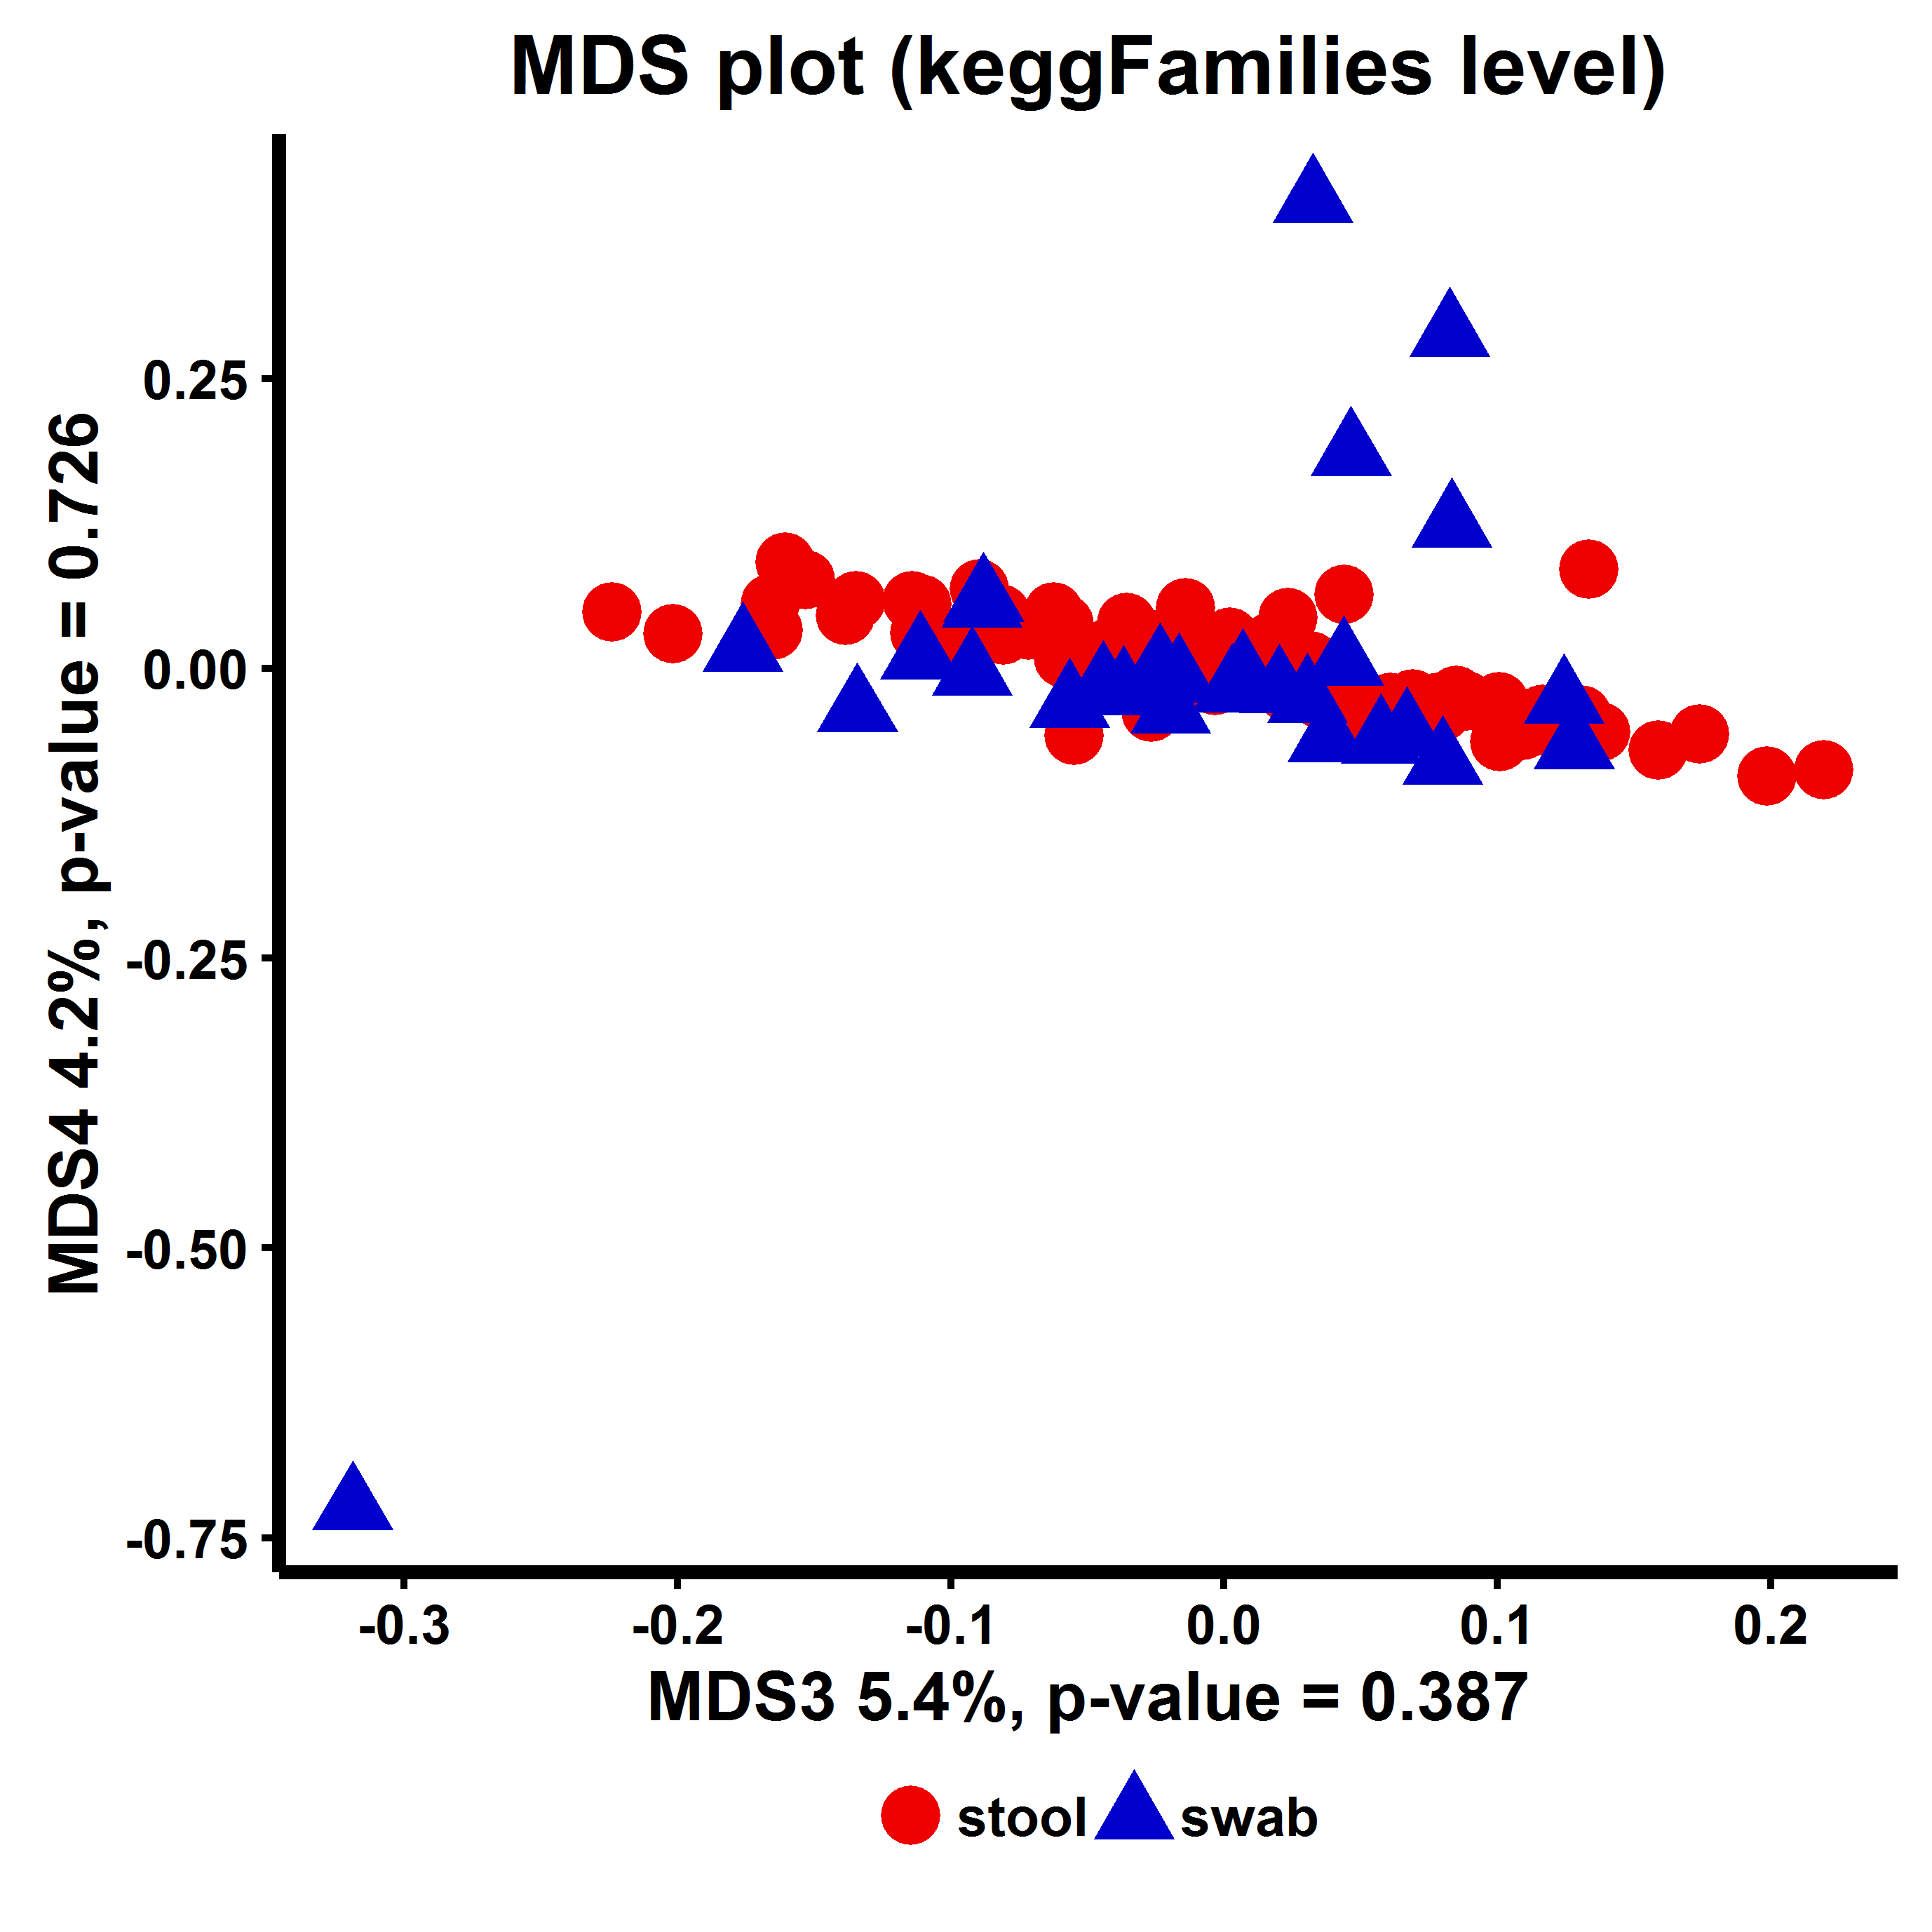 MDS plot (keggFamilies level)
MDS4 4.2%, p-value = 0.726
0.25
0.00
-0.25
-0.50
-0.75
-0.3 -0.2 -0.1 0.0 0.1 0.2
MDS3 5.4%, p-value = 0.387
stool swab